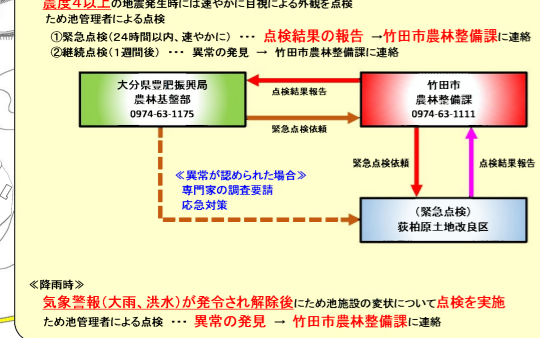 震度4以上の地震発生時には速やかに目視による外観を点検
ため池管理者による点検
①緊急点検(24時間以内、速やかに) ･･･ 点検結果の報告 →竹田市農林整備課に連絡
②継続点検(1週間後) ･･･ 異常の発見 → 竹田市農林整備課に連絡
大分県豊肥振興局
農林基盤部
0974-63-1175
点検結果報告
緊急点検依頼
竹田市
農林整備課
0974-63-1111
≪異常が認められた場合≫
専門家の調査要請
応急対策
緊急点検依頼
点検結果報告
(緊急点検)
荻柏原土地改良区
≪降雨時≫
気象警報(大雨、洪水)が発令され解除後にため池施設の変状について点検を実施
ため池管理者による点検 ･･･ 異常の発見 → 竹田市農林整備課に連絡